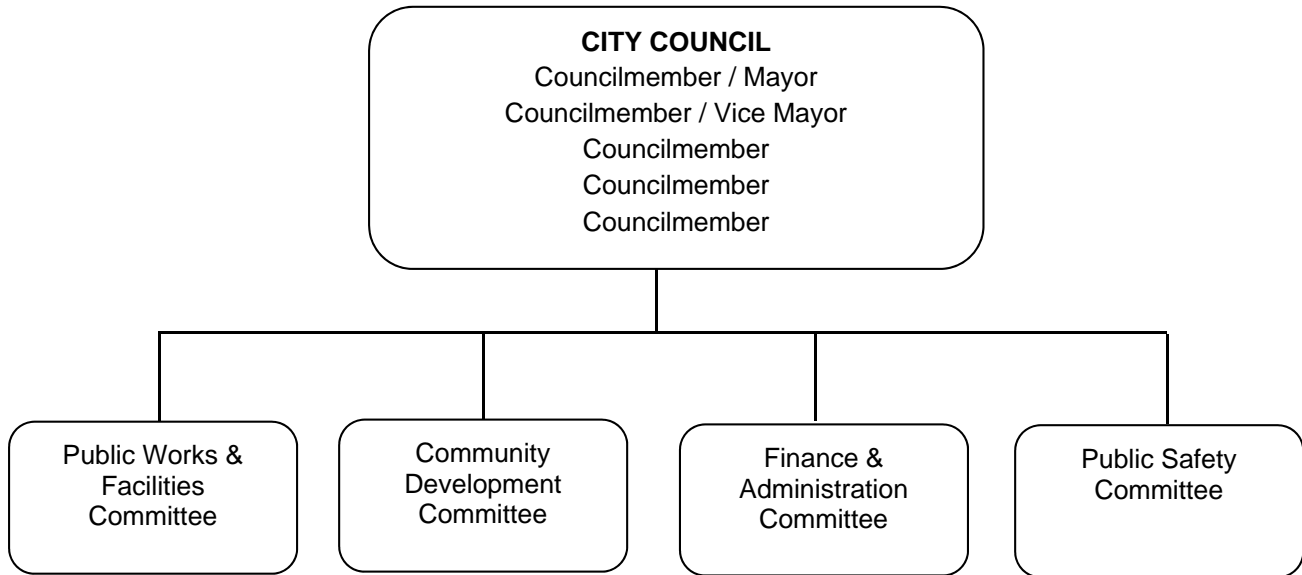 CITY COUNCIL
Councilmember / Mayor
Councilmember / Vice Mayor
Councilmember
Councilmember
Councilmember
Public Works &
Facilities
Committee
Community
Development
Committee
Finance &
Administration
Committee
Public Safety
Committee